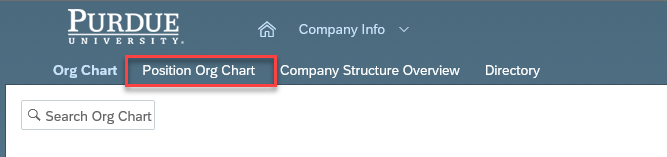 PURDUE
UNIVERSITY.
Company Info
Org Chart Position Org Chart Company Structure Overview Directory
Search Org Chart